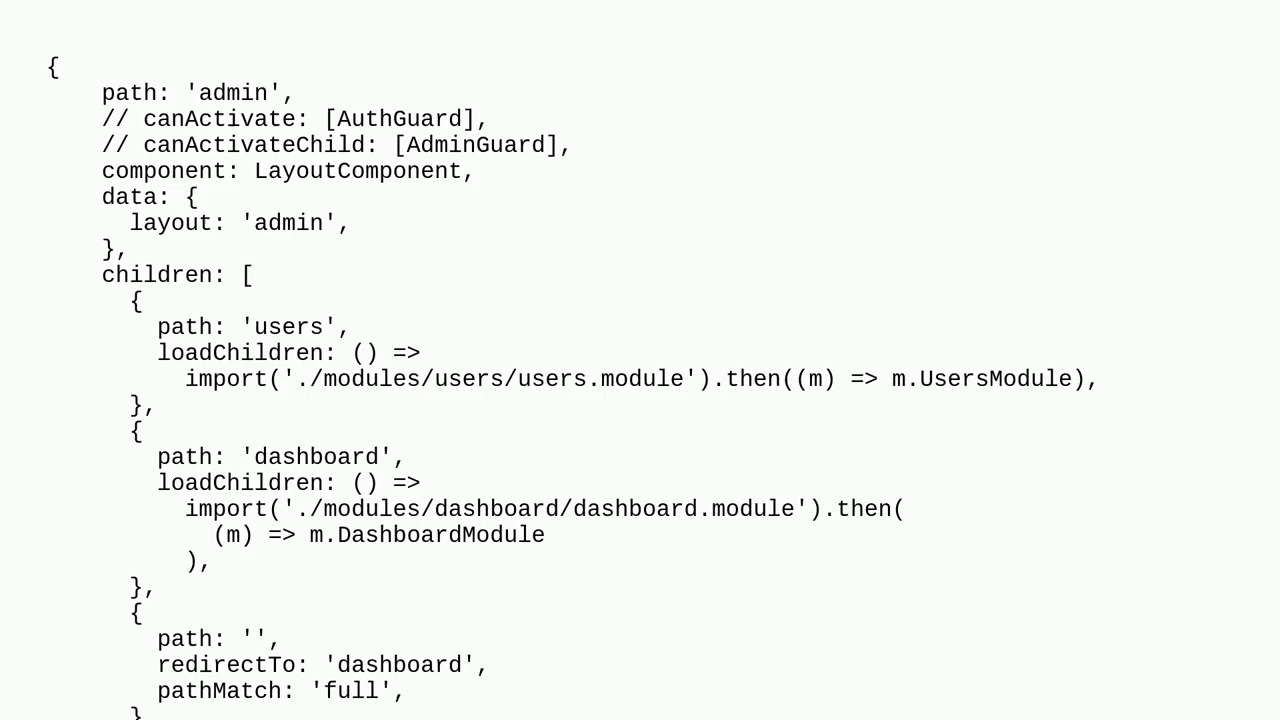 {
    path: 'admin',
    // canActivate: [AuthGuard],
    // canActivateChild: [AdminGuard],
    component: LayoutComponent,
    data: {
      layout: 'admin',
    },
    children: [
      {
        path: 'users',
        loadChildren: () =>
          import('./modules/users/users.module').then((m) => m.UsersModule),
      },
      {
        path: 'dashboard',
        loadChildren: () =>
          import('./modules/dashboard/dashboard.module').then(
            (m) => m.DashboardModule
          ),
      },
      {
        path: '',
        redirectTo: 'dashboard',
        pathMatch: 'full',
      }